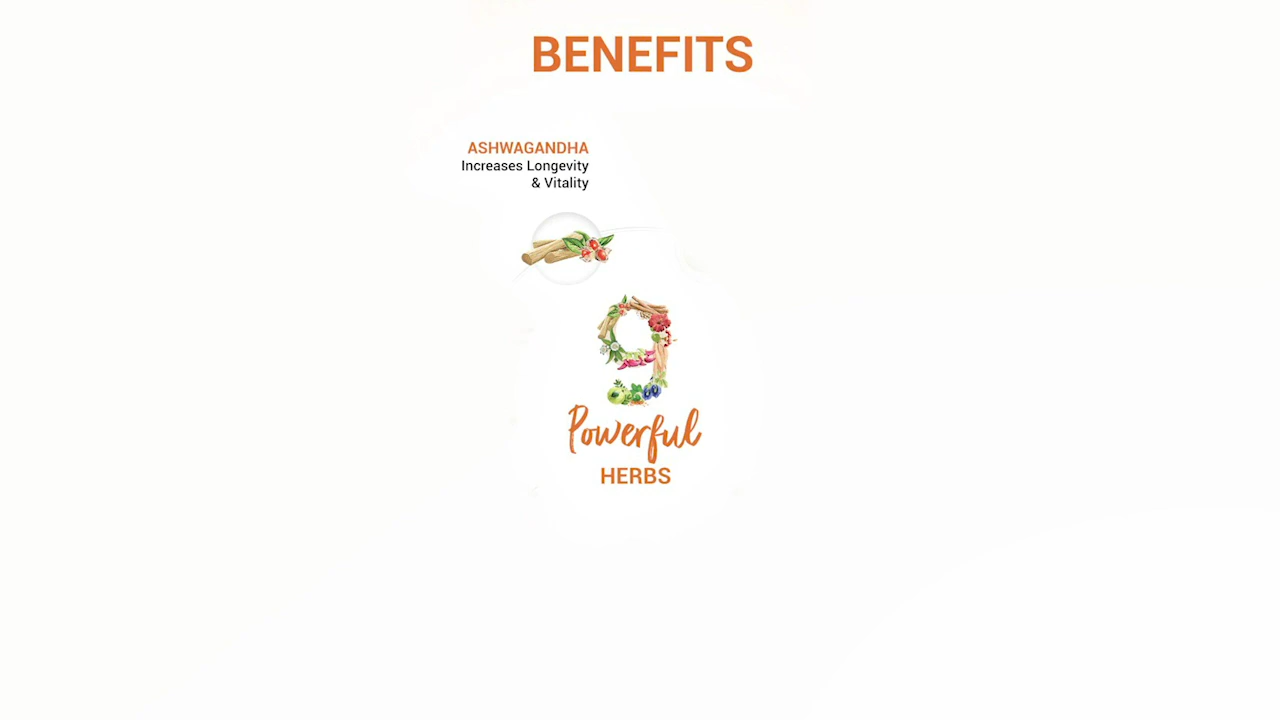 BENEFITS
ASHWAGANDHA
Increases Longevity
& Vitality
9
Powerful
HERBS